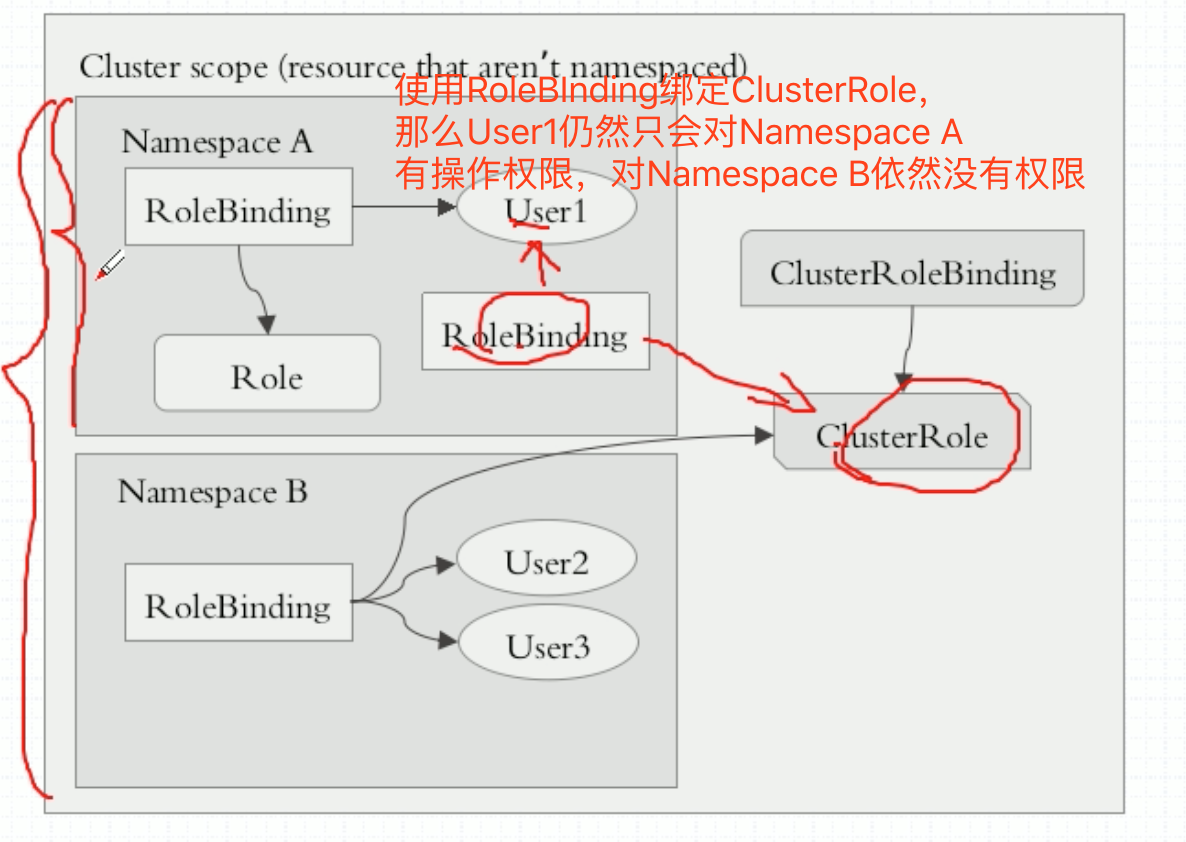 Cluster scope (resource that aren't namespaced)
使用RoleBInding绑定ClusterRole,
那么User1仍然只会对Namespace A
有操作权限，对Namespace B依然没有权限
Namespace A
RoleBinding
User1
ClusterRoleBinding
RoleBinding
Role
ClusterRole
Namespace B
User2
RoleBinding
User3